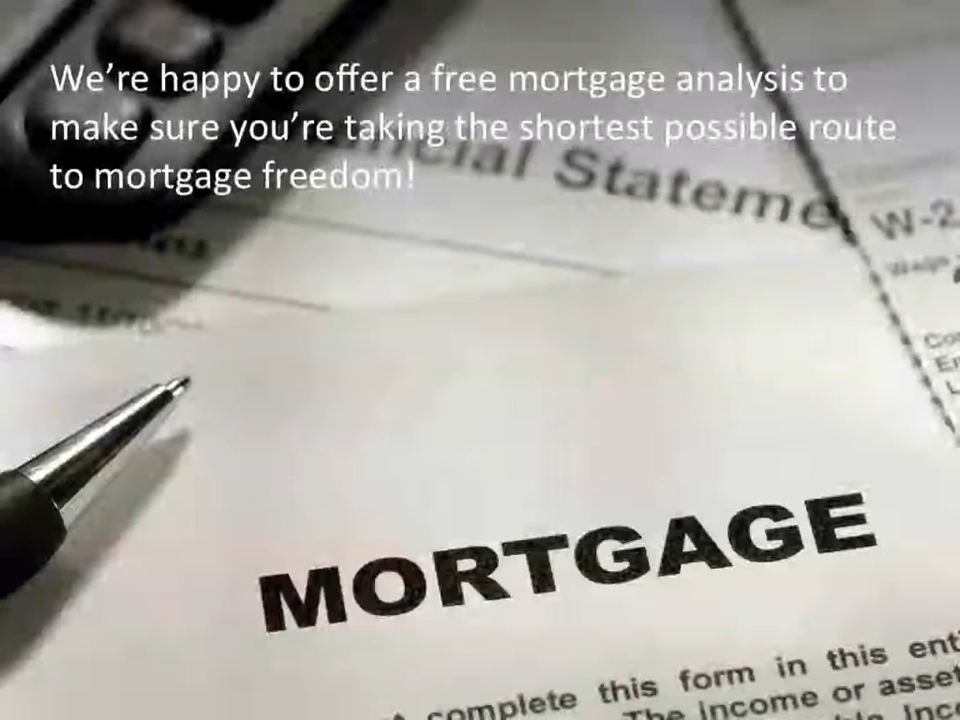 We're happy to offer a free mortgage analysis to
make sure you're taking the shortest possible route
to mortgage freedom!
Stateme
W-2
MORTGAGE
complete this form in this
The income or asset